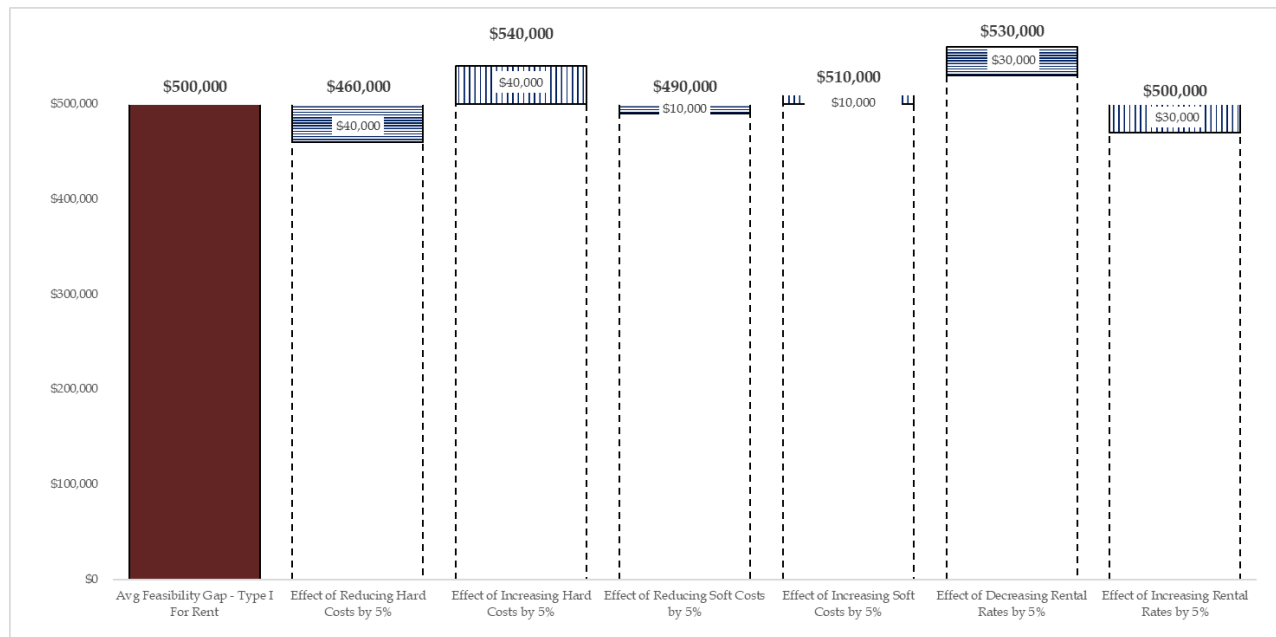 $540,000
$530,000
$500,000
$460,000
$490,000
$510,000
$500,000
$40,000
$30,000
$500,000
$10,000
$10,000
$40,000
$30,000
$400,000
$300,000
$200,000
$100,000
$0
Avg Feasibility Gap - Type I
For Rent
Effect of Reducing Hard
Costs by 5%
Effect of Increasing Hard
Costs by 5%
Effect of Reducing Soft Costs
by 5%
Effect of Increasing Soft
Costs by 5%
Effect of Decreasing Rental
Rates by 5%
Effect of Increasing Rental
Rates by 5%